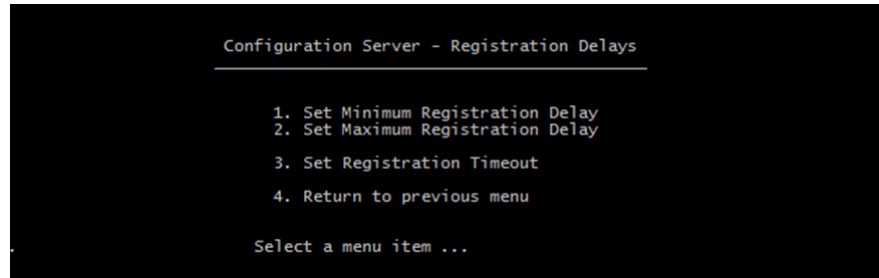 Configuration Server - Registration Delays
1. Set Minimum Registration Delay
2. Set Maximum Registration Delay
3. Set Registration Timeout
4. Return to previous menu
Select a menu item ...